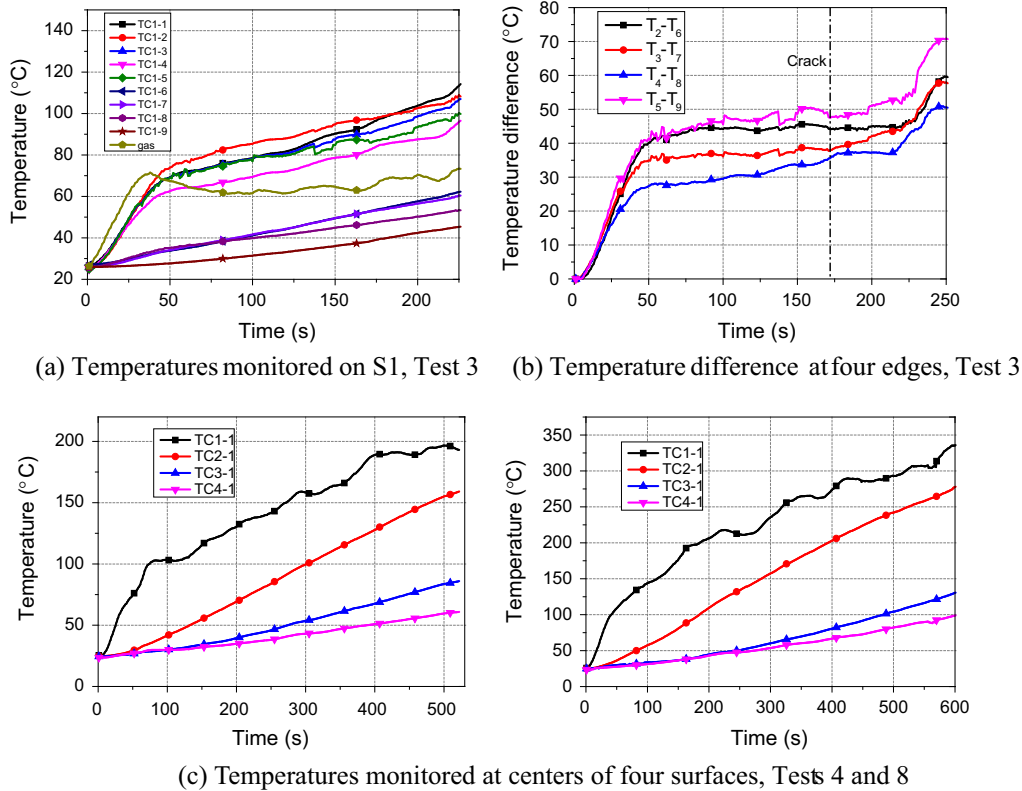 Temperature (°C)
150
120
90
60
40
20
TC1-1
TC1-2
TC1-3
TC1-4
TC1-5
TC1-6
TC1-7
TC1-8
TC1-9
gas
0
50
100
150
200
Time (s)
(a) Temperatures monitored on S1, Test 3
Temperature difference (°C)
80
70
60
50
40
30
20
10
0
T2-T6
T3-T7
T4-T8
T5-T9
Crack
0
50
100
150
200
250
Time (s)
(b) Temperature difference at four edges, Test 3
Temperature (°C)
200
150
100
50
0
TC1-1
TC2-1
TC3-1
TC4-1
0
100
200
300
400
500
Time (s)
Temperature (°C)
350
300
250
200
150
100
50
0
TC1-1
TC2-1
TC3-1
TC4-1
0
100
200
300
400
500
600
Time (s)
(c) Temperatures monitored at centers of four surfaces, Tests 4 and 8